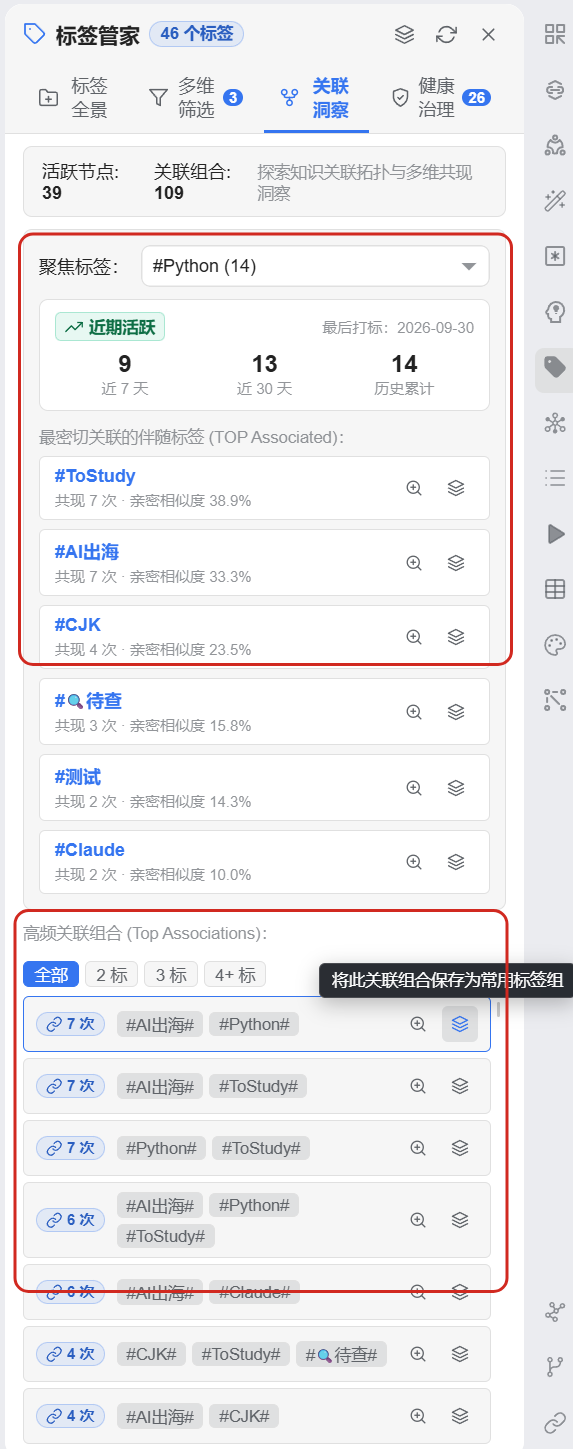 标签管家 46 个标签
标签
全景
多维
筛选 3
关联
洞察
健康
治理 26
活跃节点:
39
关联组合:
109
探索知识关联拓扑与多维共现
洞察
聚焦标签: #Python (14)
近期活跃 最后打标: 2026-09-30
9 13 14
近 7 天 近 30 天 历史累计
最密切关联的伴随标签 (TOP Associated):
#ToStudy
共现 7 次 · 亲密相似度 38.9%
#AI出海
共现 7 次 · 亲密相似度 33.3%
#CJK
共现 4 次 · 亲密相似度 23.5%
#🔍待查
共现 3 次 · 亲密相似度 15.8%
#测试
共现 2 次 · 亲密相似度 14.3%
#Claude
共现 2 次 · 亲密相似度 10.0%
高频关联组合 (Top Associations):
全部 2 标 3 标 4+ 标
将此关联组合保存为常用标签组
7 次 #AI出海# #Python#
7 次 #AI出海# #ToStudy#
7 次 #Python# #ToStudy#
6 次 #AI出海# #Python#
#ToStudy#
6 次 #AI出海# #Claude#
4 次 #CJK# #ToStudy# #🔍待查#
4 次 #AI出海# #CJK#